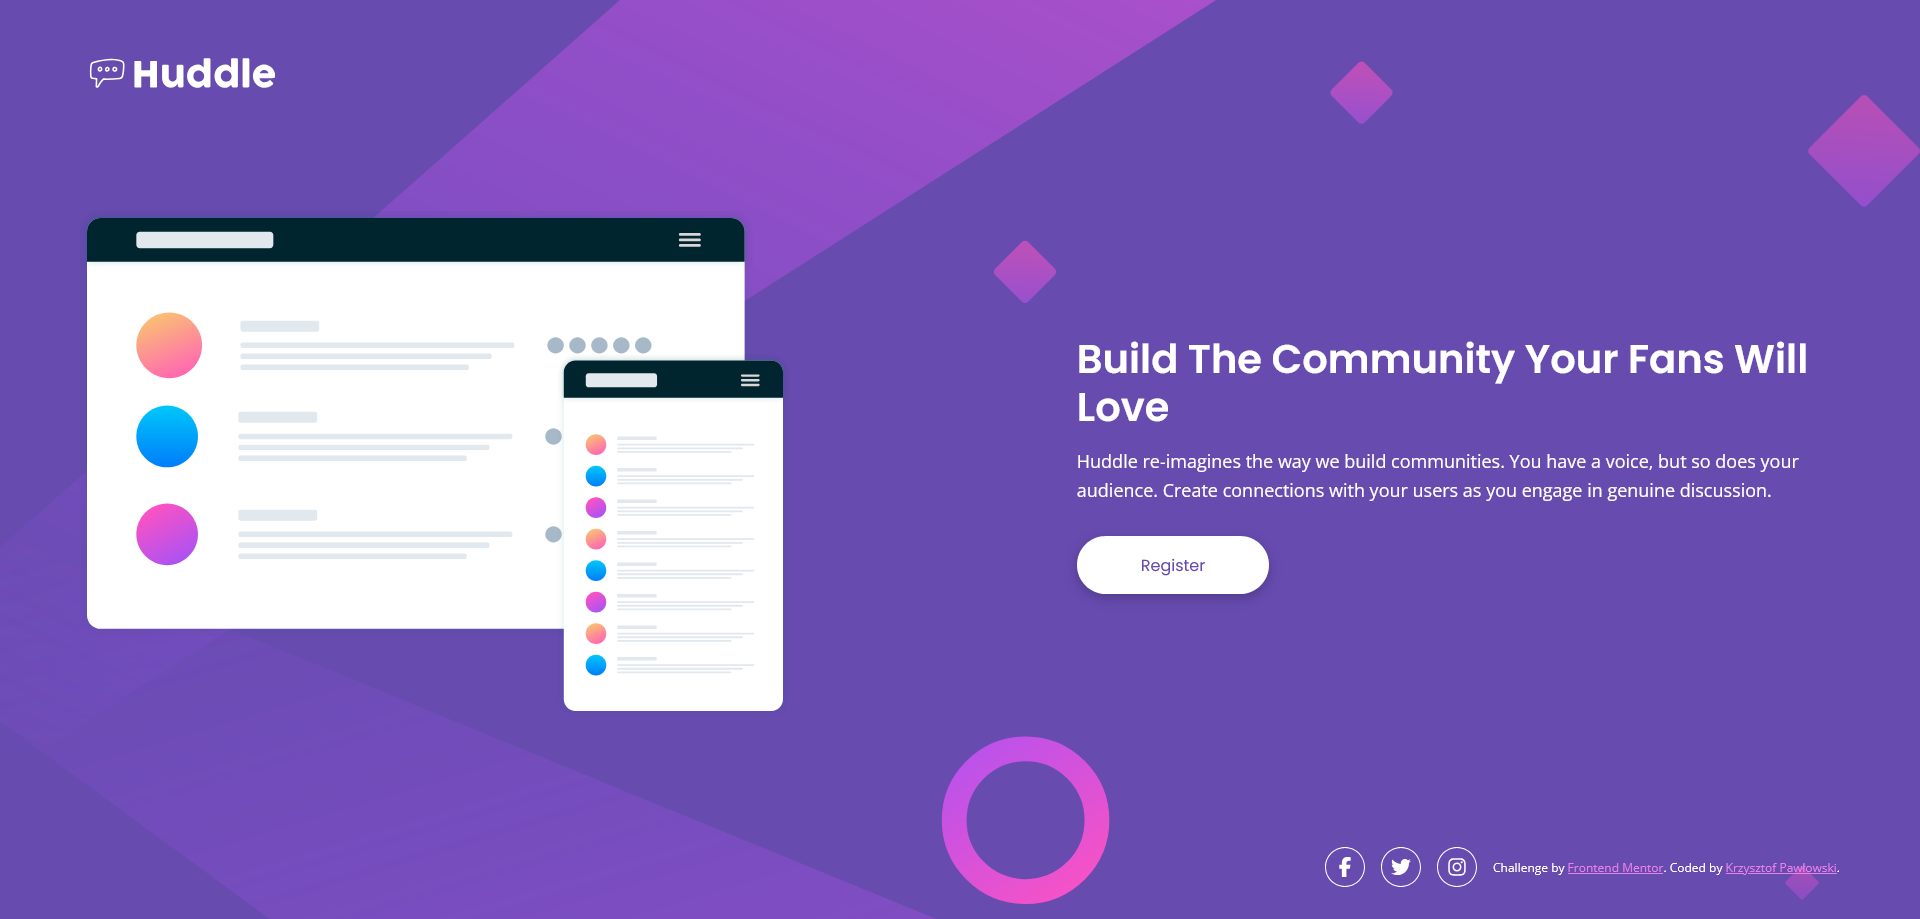 Huddle
Build The Community Your Fans Will
Love
Huddle re-imagines the way we build communities. You have a voice, but so does your
audience. Create connections with your users as you engage in genuine discussion.
Register
Challenge by Frontend Mentor. Coded by Krzysztof Pawłowski.